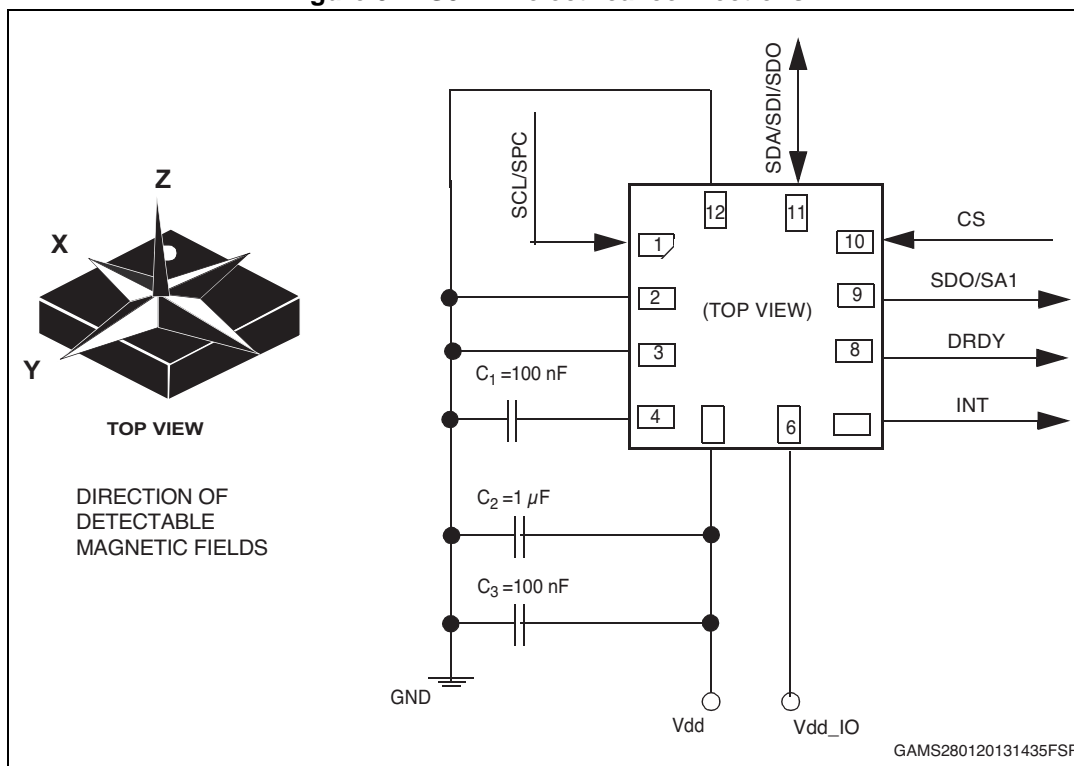 Z
X
Y
TOP VIEW
DIRECTION OF
DETECTABLE
MAGNETIC FIELDS
SCL/SPC
SDA/SDI/SDO
12
11
1
10
CS
2
(TOP VIEW)
9
SDO/SA1
3
8
DRDY
C1 =100 nF
4
6
INT
C2 =1 µF
C3 =100 nF
GND
Vdd
Vdd_IO
GAMS280120131435FSR